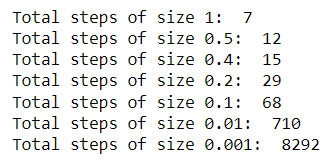 Total steps of size 1:  7
Total steps of size 0.5:  12
Total steps of size 0.4:  15
Total steps of size 0.2:  29
Total steps of size 0.1:  68
Total steps of size 0.01:  710
Total steps of size 0.001:  8292